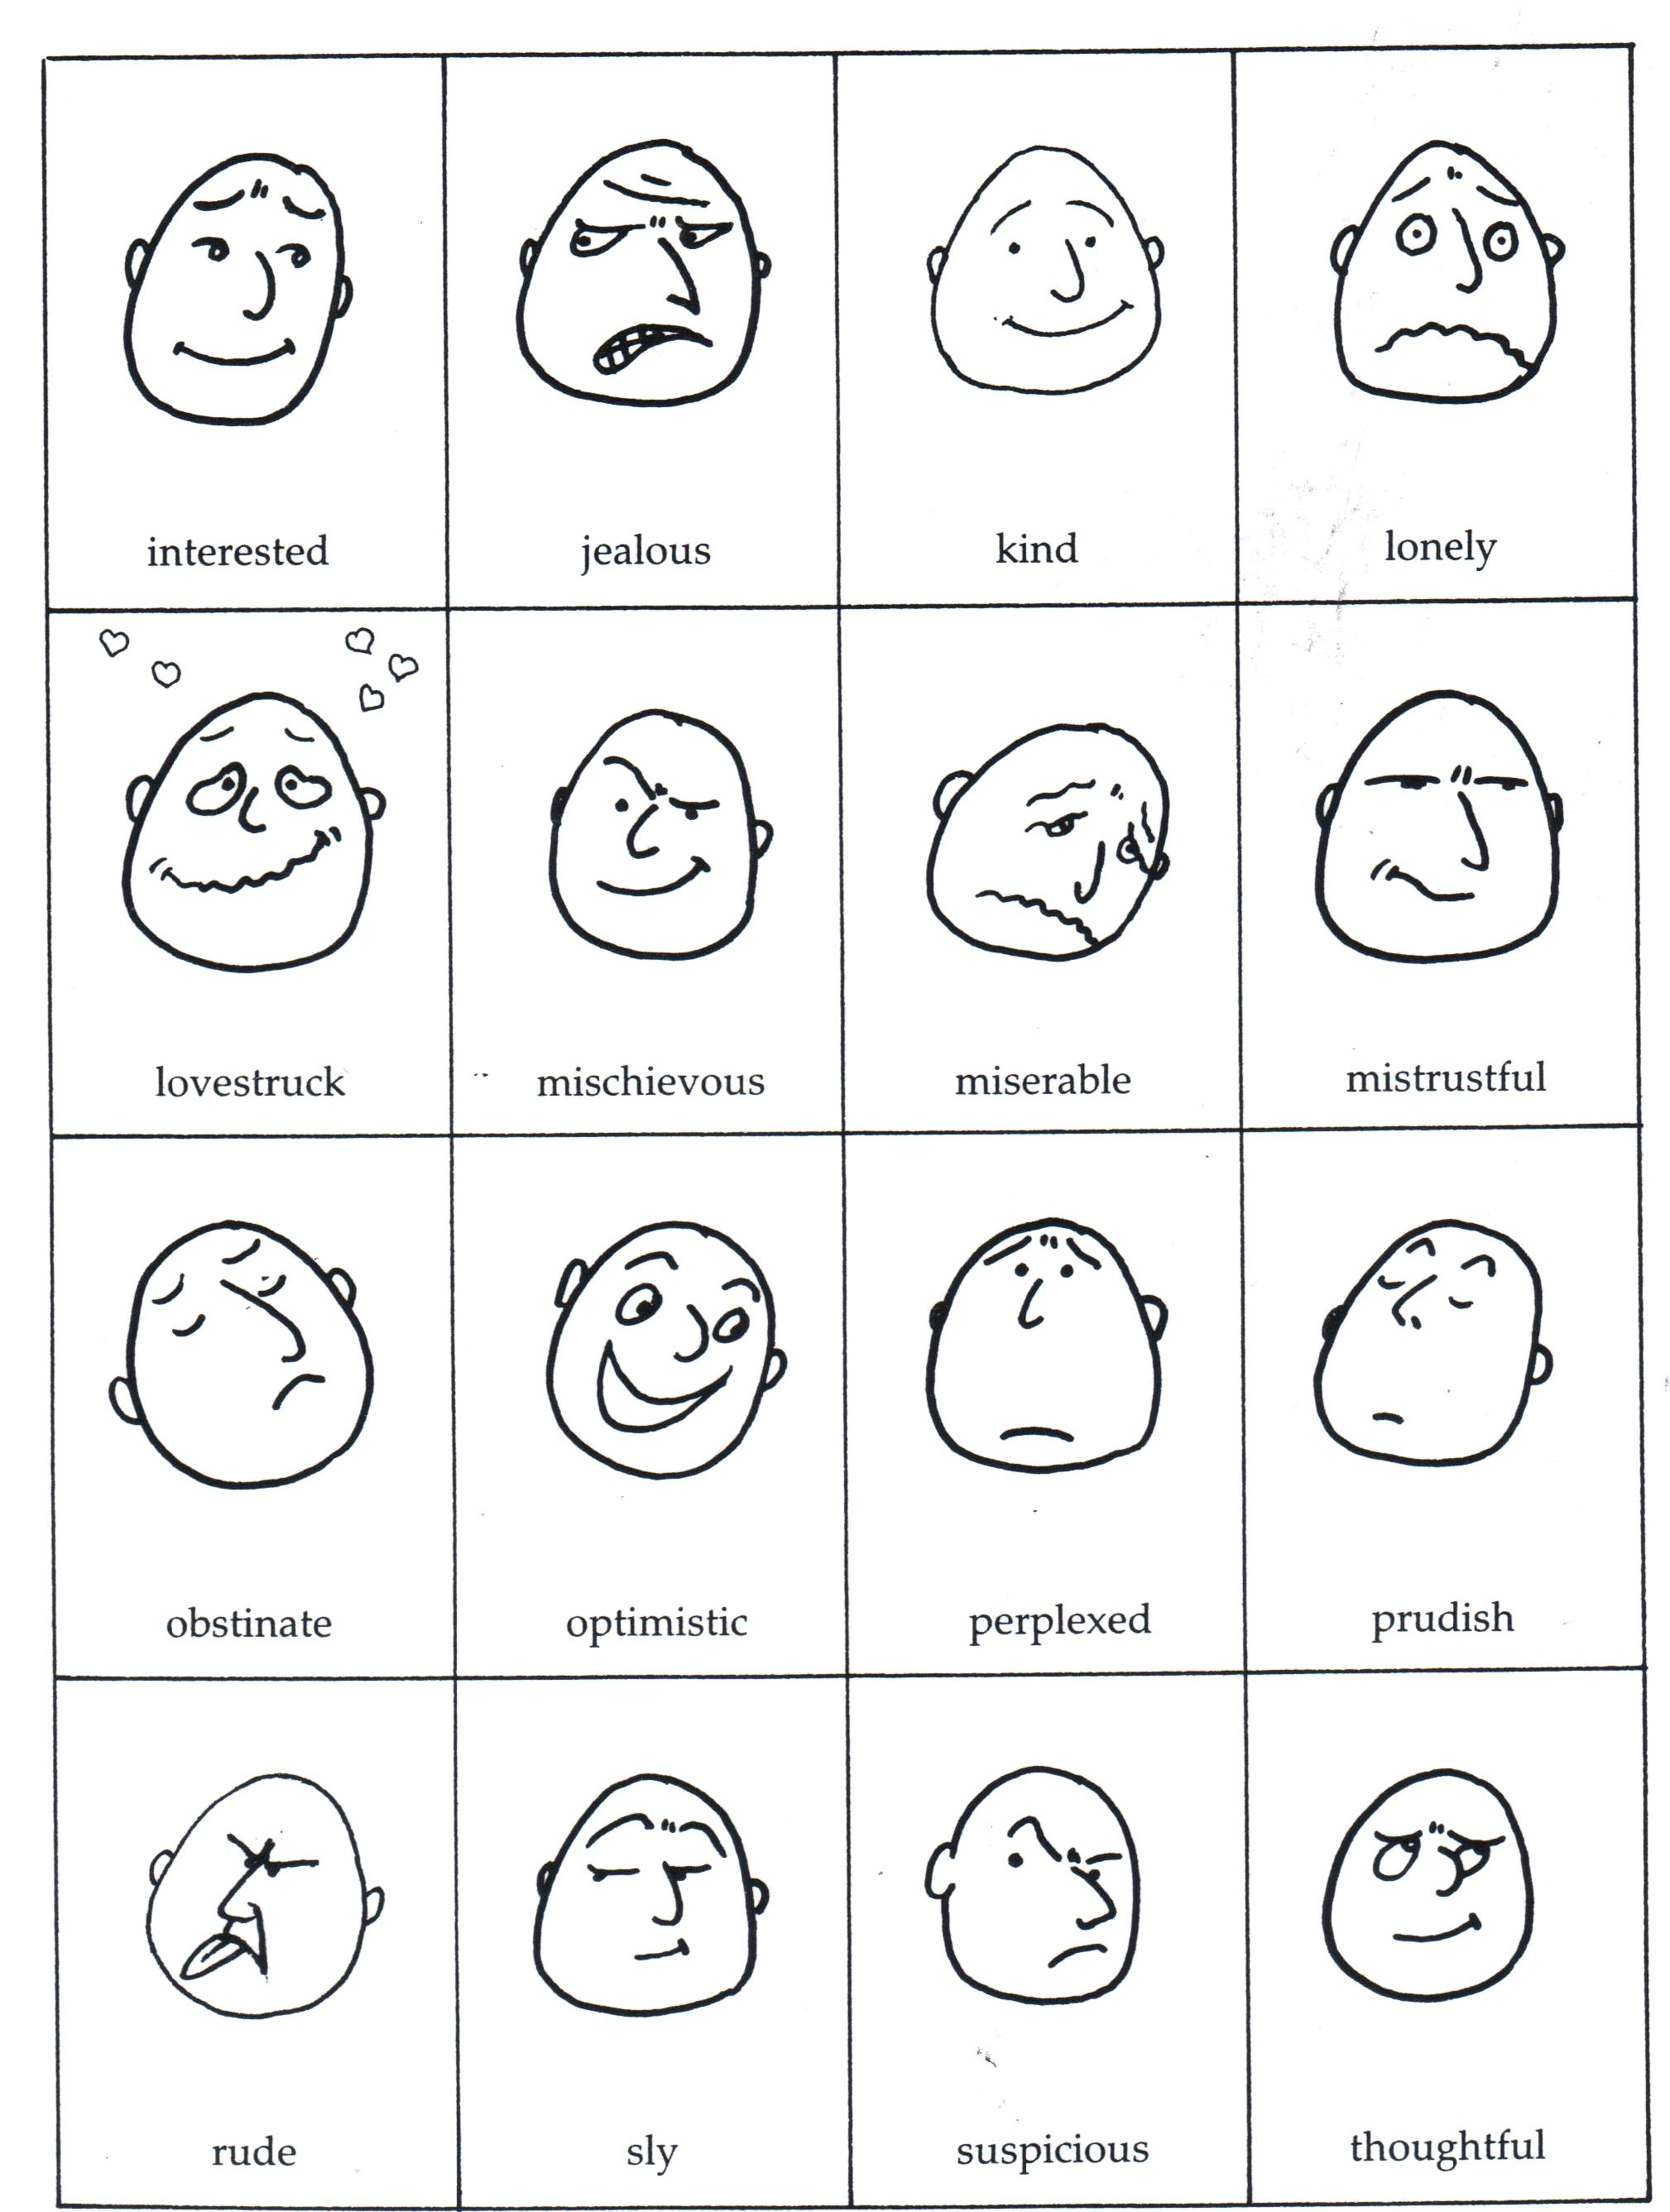 interested jealous kind lonely
lovestruck mischievous miserable mistrustful
obstinate optimistic perplexed prudish
rude sly suspicious thoughtful